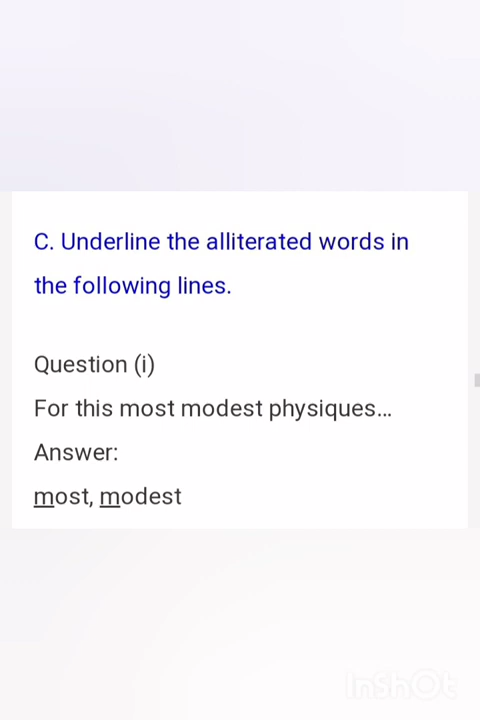 C. Underline the alliterated words in
the following lines.
Question (i)
For this most modest physiques...
Answer:
most, modest
InShOt